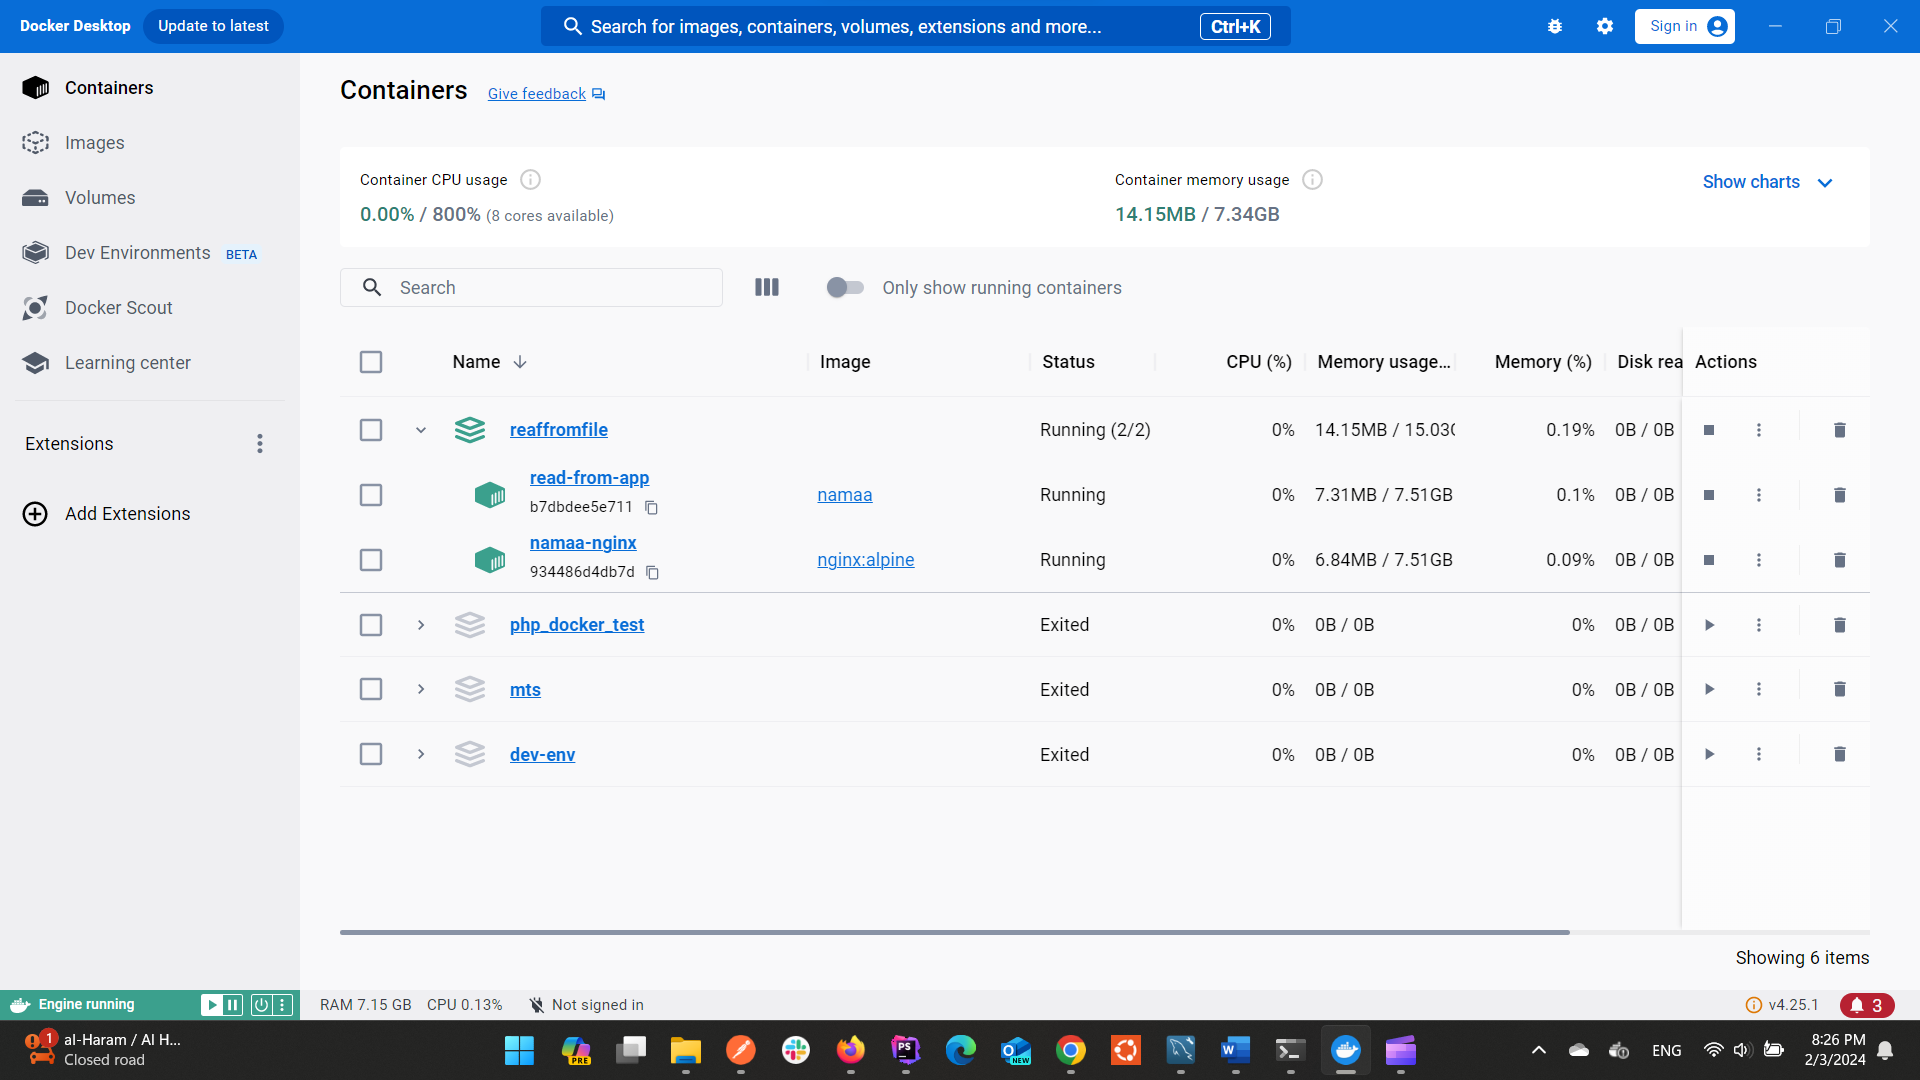 Docker Desktop Update to latest Search for images, containers, volumes, extensions and more... Ctrl+K Sign in
Containers
Images
Volumes
Dev Environments BETA
Docker Scout
Learning center
Extensions
Add Extensions
Containers Give feedback
Container CPU usage Container memory usage Show charts
0.00% / 800% (8 cores available) 14.15MB / 7.34GB
Search Only show running containers
Name Image Status CPU (%) Memory usage... Memory (%) Disk rea Actions
reaffromfile Running (2/2) 0% 14.15MB / 15.03 0.19% 0B / 0B
read-from-app
b7dbdee5e711 namaa Running 0% 7.31MB / 7.51GB 0.1% 0B / 0B
namaa-nginx
934486d4db7d nginx:alpine Running 0% 6.84MB / 7.51GB 0.09% 0B / 0B
php_docker_test Exited 0% 0B / 0B 0% 0B / 0B
mts Exited 0% 0B / 0B 0% 0B / 0B
dev-env Exited 0% 0B / 0B 0% 0B / 0B
Showing 6 items
Engine running RAM 7.15 GB CPU 0.13% Not signed in v4.25.1 3
1 al-Haram / Al H...
Closed road
PRE
PS
NEW
ENG
8:26 PM
2/3/2024